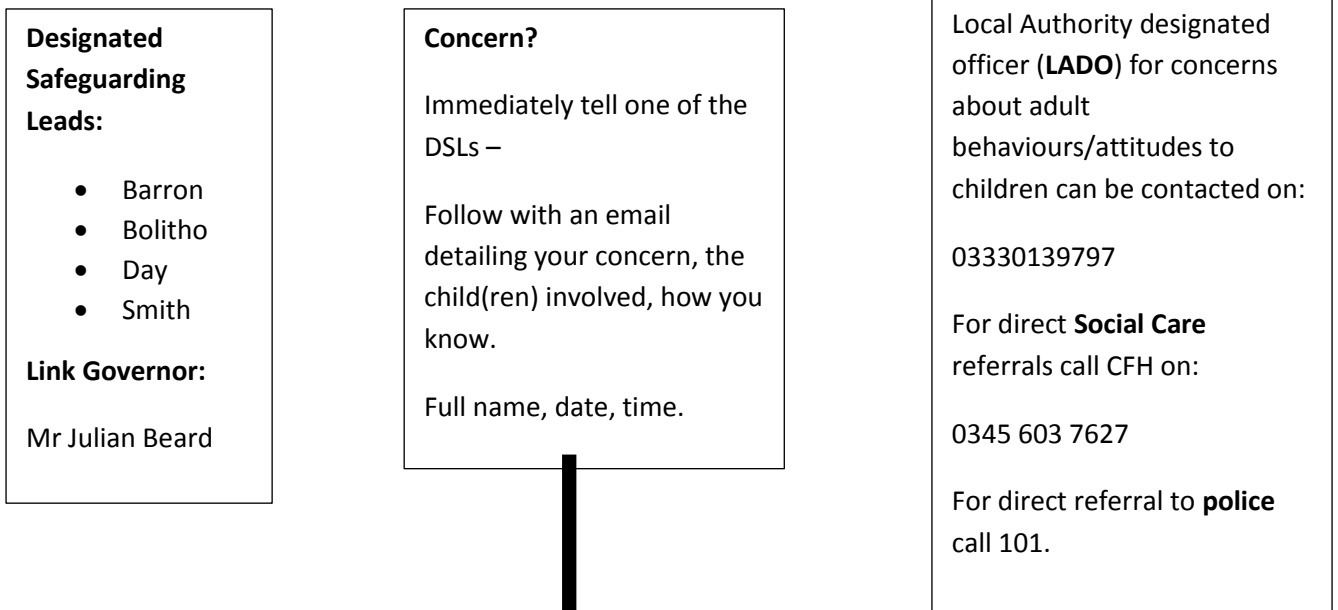 Designated
Safeguarding
Leads:
• Barron
• Bolitho
• Day
• Smith
Link Governor:
Mr Julian Beard
Concern?
Immediately tell one of the
DSLs –
Follow with an email
detailing your concern, the
child(ren) involved, how you
know.
Full name, date, time.
Local Authority designated
officer (LADO) for concerns
about adult
behaviours/attitudes to
children can be contacted on:
03330139797
For direct Social Care
referrals call CFH on:
0345 603 7627
For direct referral to police
call 101.